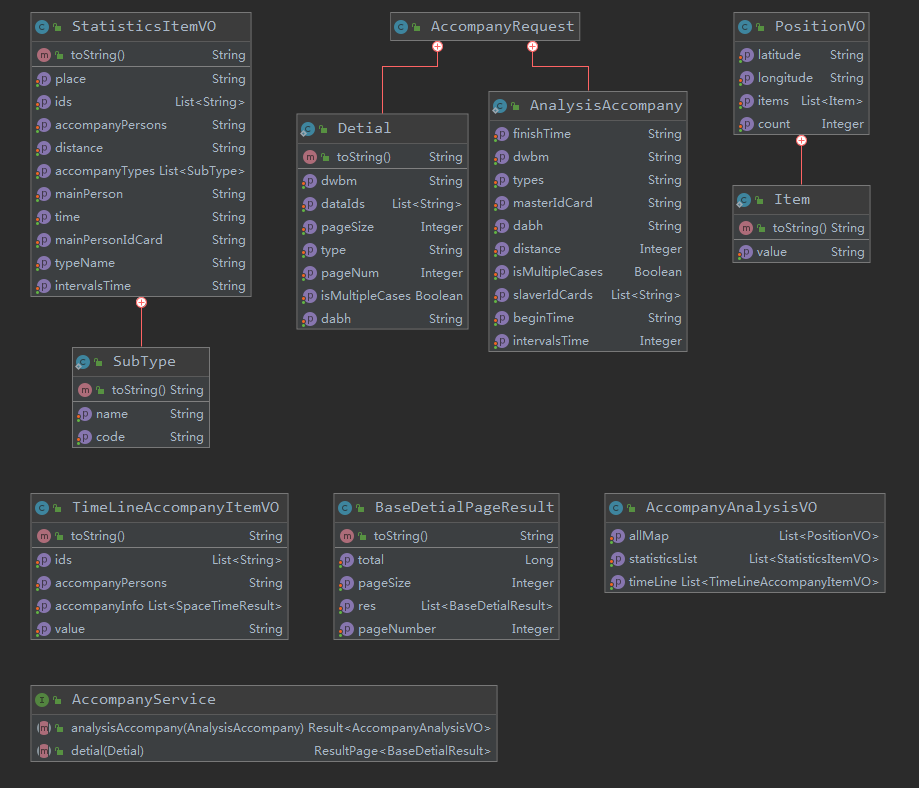 StatisticsItemVO
toString() String
place String
ids List<String>
accompanyPersons String
distance String
accompanyTypes List<SubType>
mainPerson String
time String
mainPersonIdCard String
typeName String
intervalsTime String
SubType
toString() String
name String
code String
AccompanyRequest
Detial
toString() String
dwbm String
dataIds List<String>
pageSize Integer
type String
pageNum Integer
isMultipleCases Boolean
dabh String
AnalysisAccompany
finishTime String
dwbm String
types String
masterIdCard String
dabh String
distance Integer
isMultipleCases Boolean
slaverIdCards List<String>
beginTime String
intervalsTime Integer
PositionVO
latitude String
longitude String
items List<Item>
count Integer
Item
toString() String
value String
TimeLineAccompanyItemVO
toString() String
ids List<String>
accompanyPersons String
accompanyInfo List<SpaceTimeResult>
value String
BaseDetialPageResult
toString() String
total Long
pageSize Integer
res List<BaseDetialResult>
pageNumber Integer
AccompanyAnalysisVO
allMap List<PositionVO>
statisticsList List<StatisticsItemVO>
timeLine List<TimeLineAccompanyItemVO>
AccompanyService
analysisAccompany(AnalysisAccompany) Result<AccompanyAnalysisVO>
detial(Detial) ResultPage<BaseDetialResult>